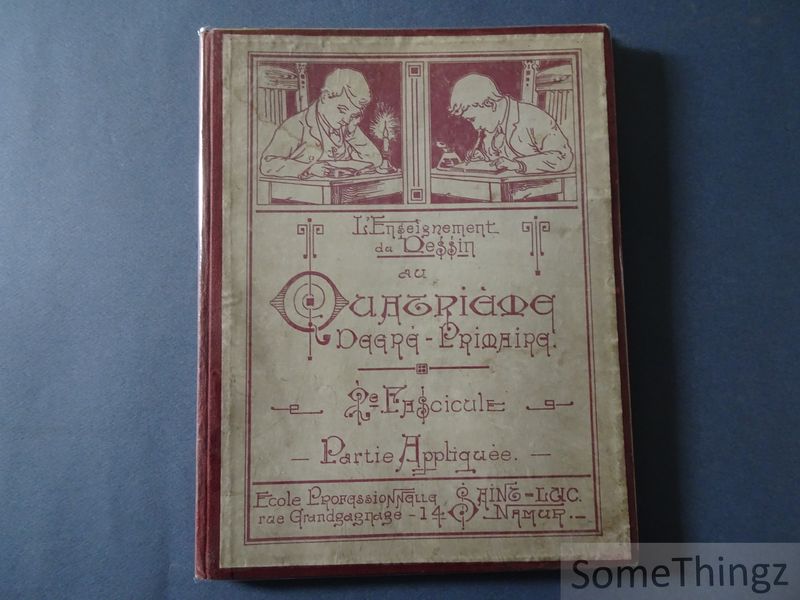 L'Enseignement
du Dessin
au
Quatrième
Degré - Primaire.
2e Fascicule
- Partie Appliquée. -
Ecole Professionnelle Saint-Luc.
rue Grandgagnage - 14 Namur. -
SomeThingz